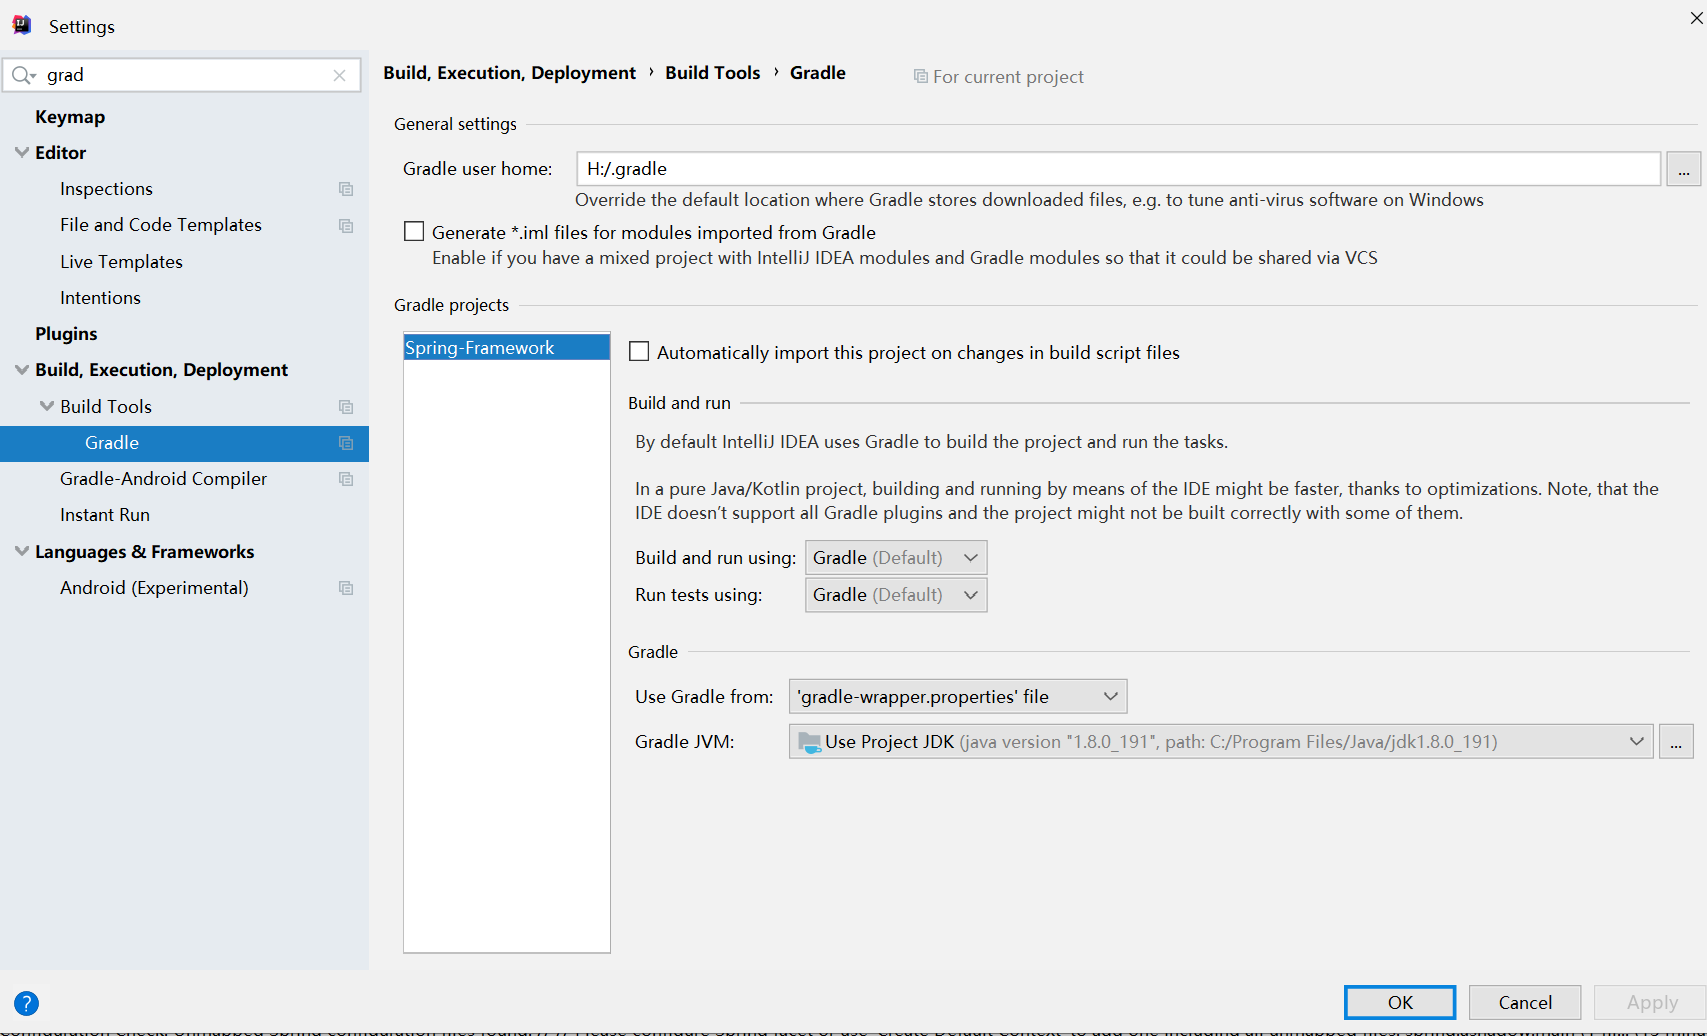 Settings
grad
Keymap
Editor
Inspections
File and Code Templates
Live Templates
Intentions
Plugins
Build, Execution, Deployment
Build Tools
Gradle
Gradle-Android Compiler
Instant Run
Languages & Frameworks
Android (Experimental)
Build, Execution, Deployment › Build Tools › Gradle
For current project
General settings
Gradle user home: H:/.gradle ...
Override the default location where Gradle stores downloaded files, e.g. to tune anti-virus software on Windows
Generate *.iml files for modules imported from Gradle
Enable if you have a mixed project with IntelliJ IDEA modules and Gradle modules so that it could be shared via VCS
Gradle projects
Spring-Framework
Automatically import this project on changes in build script files
Build and run
By default IntelliJ IDEA uses Gradle to build the project and run the tasks.
In a pure Java/Kotlin project, building and running by means of the IDE might be faster, thanks to optimizations. Note, that the
IDE doesn't support all Gradle plugins and the project might not be built correctly with some of them.
Build and run using: Gradle (Default)
Run tests using: Gradle (Default)
Gradle
Use Gradle from: 'gradle-wrapper.properties' file
Gradle JVM: Use Project JDK (java version "1.8.0_191", path: C:/Program Files/Java/jdk1.8.0_191) ...
?
OK
Cancel
Apply